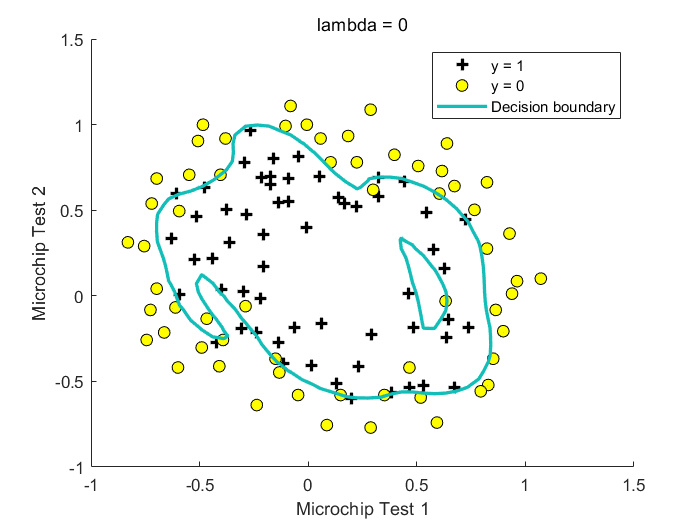 lambda = 0
y = 1
y = 0
Decision boundary
1.5
1
0.5
0
-0.5
-1
Microchip Test 2
-1
-0.5
0
0.5
1
1.5
Microchip Test 1